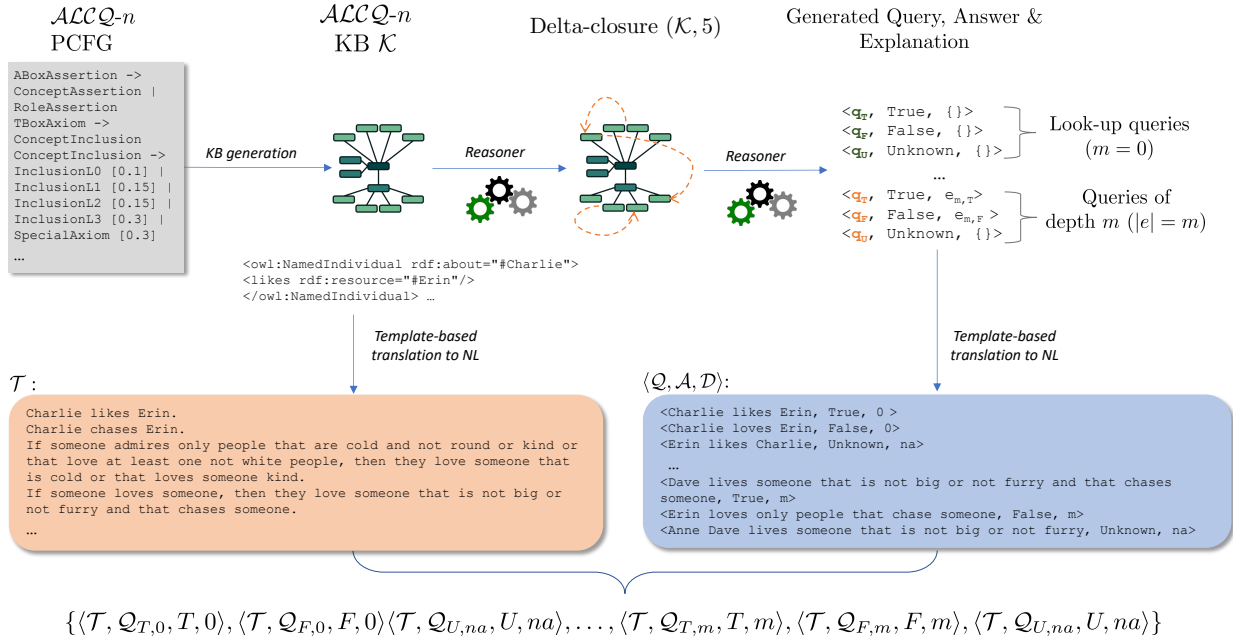 𝒜ℒ𝒞𝒬-n
PCFG
ABoxAssertion ->
ConceptAssertion |
RoleAssertion
TBoxAxiom ->
ConceptInclusion
ConceptInclusion ->
InclusionL0 [0.1] |
InclusionL1 [0.15] |
InclusionL2 [0.15] |
InclusionL3 [0.3] |
SpecialAxiom [0.3]
…
KB generation
𝒜ℒ𝒞𝒬-n
KB 𝒦
Reasoner
Delta-closure (𝒦, 5)
Reasoner
Generated Query, Answer &
Explanation
<q_T, True, {}>
<q_F, False, {}>
<q_U, Unknown, {}>
…
<q_T, True, e_{m,T}>
<q_F, False, e_{m,F} >
<q_U, Unknown, {}>
Look-up queries
(m = 0)
Queries of
depth m (|e| = m)
<owl:NamedIndividual rdf:about="#Charlie">
<likes rdf:resource="#Erin"/>
</owl:NamedIndividual> …
Template-based
translation to NL
Template-based
translation to NL
𝒯 :
Charlie likes Erin.
Charlie chases Erin.
If someone admires only people that are cold and not round or kind or
that love at least one not white people, then they love someone that
is cold or that loves someone kind.
If someone loves someone, then they love someone that is not big or
not furry and that chases someone.
…
⟨𝒬, 𝒜, 𝒟⟩:
<Charlie likes Erin, True, 0 >
<Charlie loves Erin, False, 0>
<Erin likes Charlie, Unknown, na>
…
<Dave lives someone that is not big or not furry and that chases
someone, True, m>
<Erin loves only people that chase someone, False, m>
<Anne Dave lives someone that is not big or not furry, Unknown, na>
{⟨𝒯, 𝒬_{T,0}, T, 0⟩, ⟨𝒯, 𝒬_{F,0}, F, 0⟩⟨𝒯, 𝒬_{U,na}, U, na⟩, . . . , ⟨𝒯, 𝒬_{T,m}, T, m⟩, ⟨𝒯, 𝒬_{F,m}, F, m⟩, ⟨𝒯, 𝒬_{U,na}, U, na⟩}